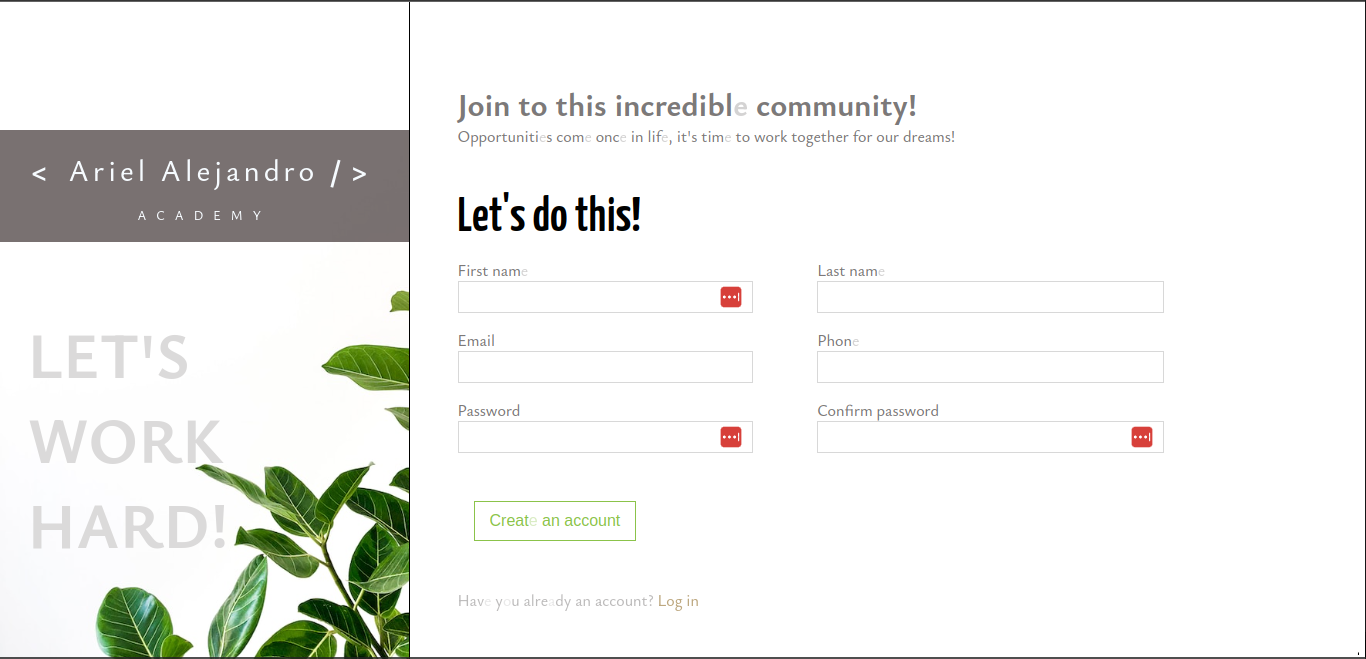 < Ariel Alejandro / >
ACADEMY
LET'S
WORK
HARD!
Join to this incredible community!
Opportunities come once in life, it's time to work together for our dreams!
Let's do this!
First name
Last name
Email
Phone
Password
Confirm password
Create an account
Have you already an account? Log in